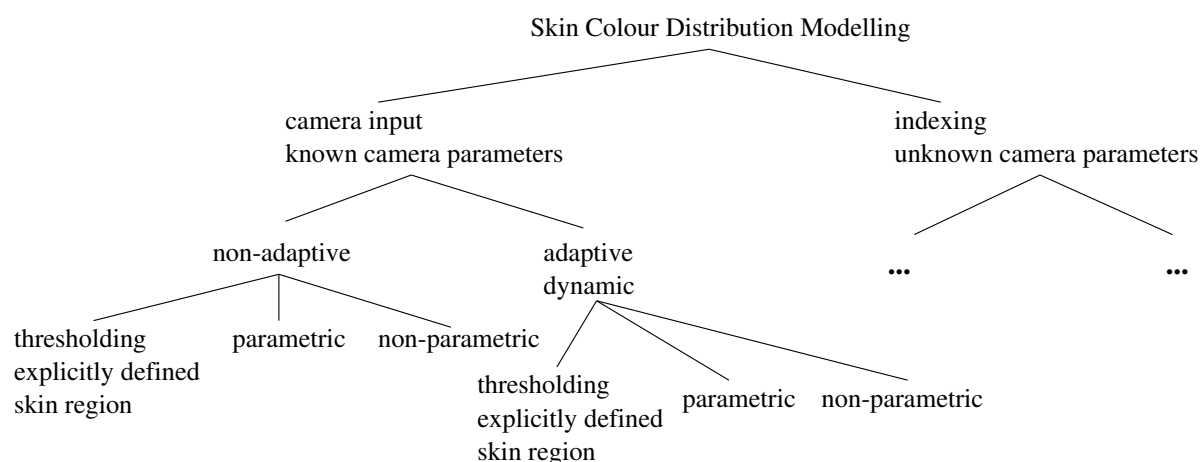 Skin Colour Distribution Modelling
camera input
known camera parameters
indexing
unknown camera parameters
non-adaptive
adaptive
dynamic
...
...
thresholding
explicitly defined
skin region
parametric
non-parametric
thresholding
explicitly defined
skin region
parametric
non-parametric